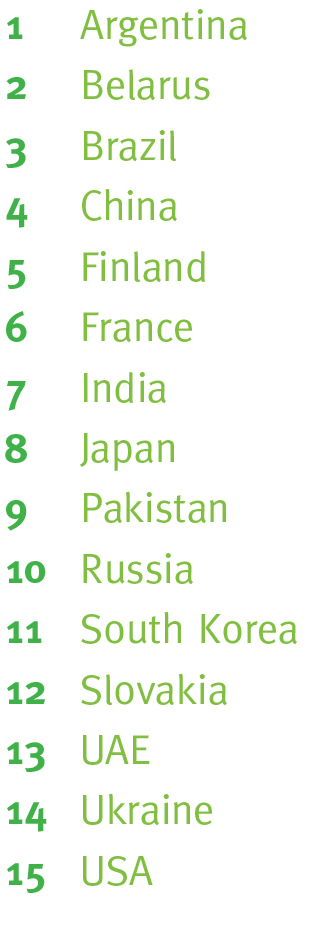 1 Argentina
2 Belarus
3 Brazil
4 China
5 Finland
6 France
7 India
8 Japan
9 Pakistan
10 Russia
11 South Korea
12 Slovakia
13 UAE
14 Ukraine
15 USA